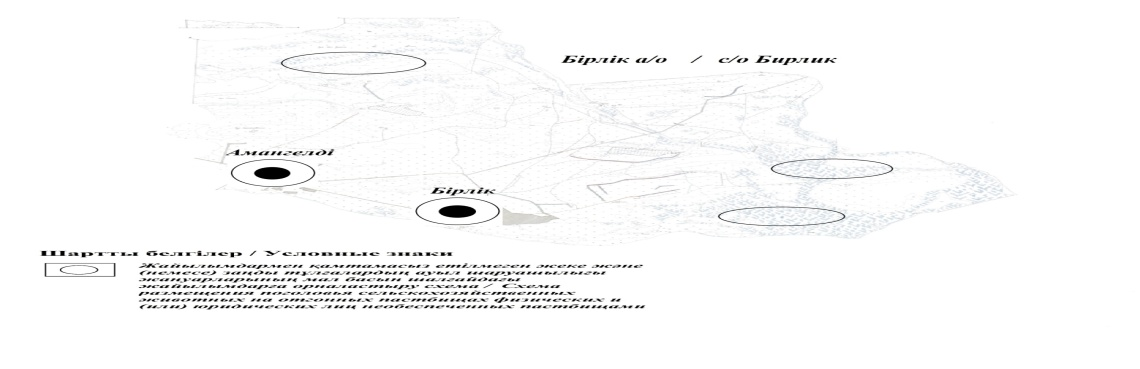 Бірлік а/о / с/о Бирлик
Амангелді
Бірлік
Шартты белгілер / Условные знаки
Жайылымдармен қамтамасыз етілмеген жеке және
(немесе) заңды тұлғалардың ауыл шаруашылығы
жануарларының мал басын шалғайдағы
жайылымдарға орналастыру схема / Схема
размещения поголовья сельскохозяйственных
животных на отгонных пастбищах физических и
(или) юридических лиц необеспеченных пастбищами